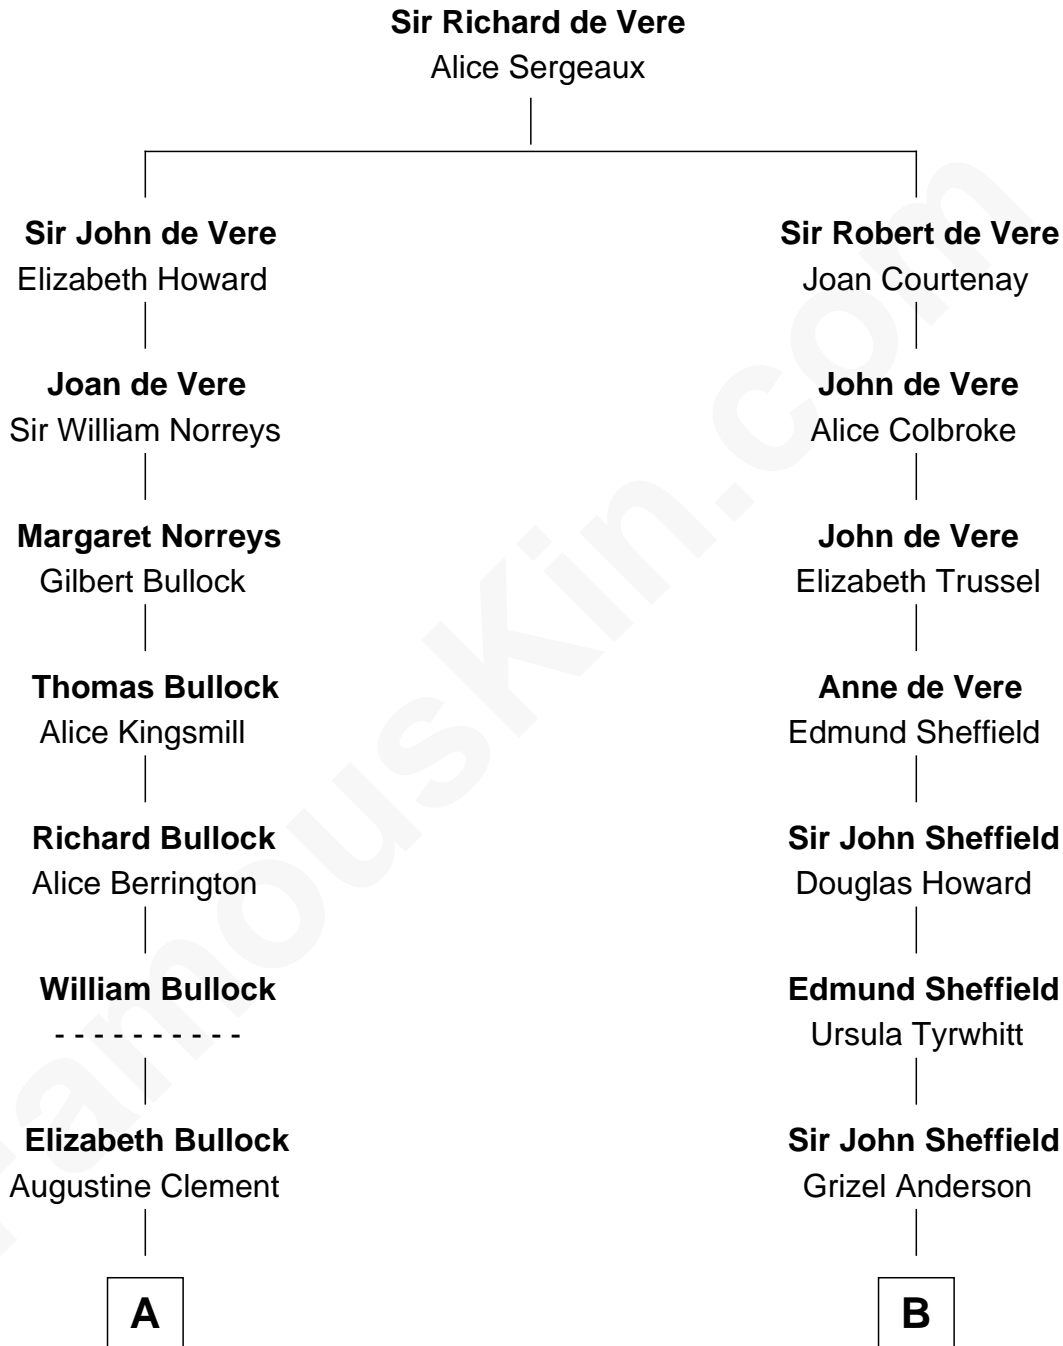 Sir Richard de Vere
Alice Sergeaux
Sir John de Vere
Elizabeth Howard
Joan de Vere
Sir William Norreys
Margaret Norreys
Gilbert Bullock
Thomas Bullock
Alice Kingsmill
Richard Bullock
Alice Berrington
William Bullock
- - - - - - - - - -
Elizabeth Bullock
Augustine Clement
A
Sir Robert de Vere
Joan Courtenay
John de Vere
Alice Colbroke
John de Vere
Elizabeth Trussel
Anne de Vere
Edmund Sheffield
Sir John Sheffield
Douglas Howard
Edmund Sheffield
Ursula Tyrwhitt
Sir John Sheffield
Grizel Anderson
B
FamousKin.com